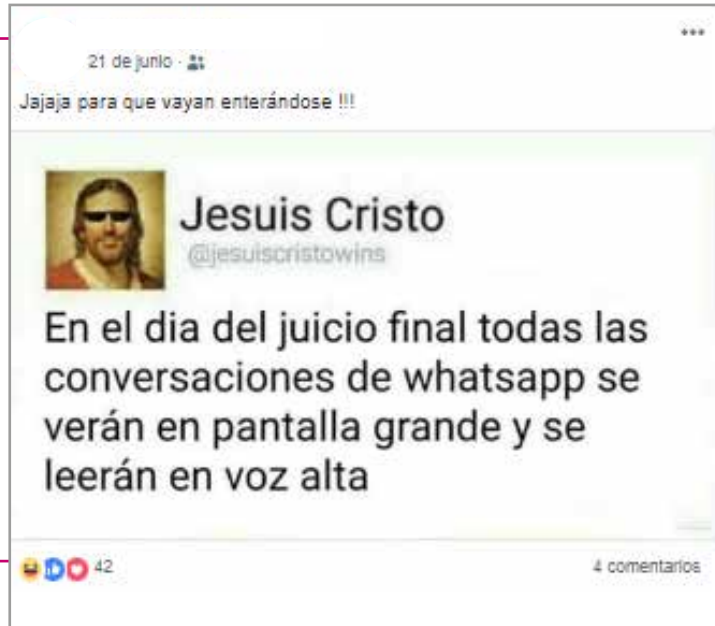 21 de junio ·
Jajaja para que vayan enterándose !!!
Jesuis Cristo
@jesuiscristowins
En el dia del juicio final todas las
conversaciones de whatsapp se
verán en pantalla grande y se
leerán en voz alta
42 4 comentarios